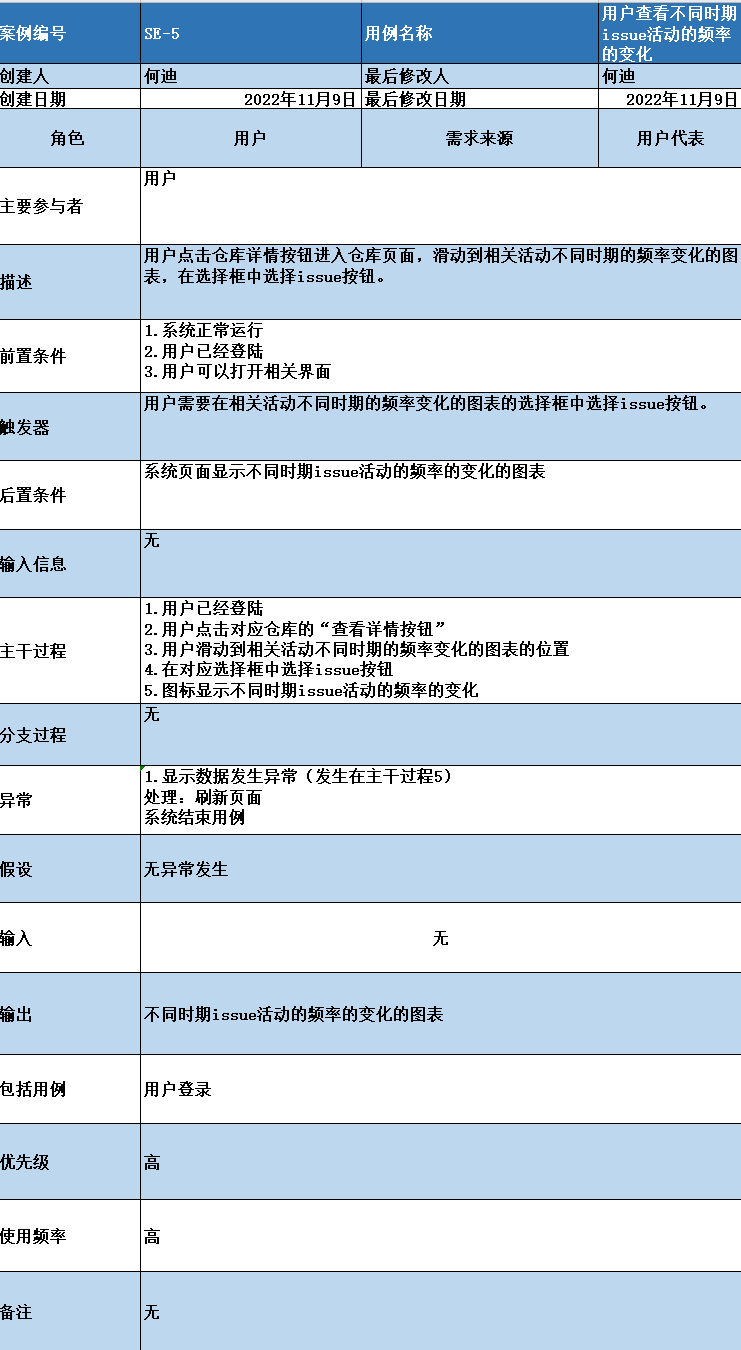 案例编号 SE-5 用例名称 用户查看不同时期
issue活动的频率
的变化
创建人 何迪 最后修改人 何迪
创建日期 2022年11月9日 最后修改日期 2022年11月9日
角色 用户 需求来源 用户代表
主要参与者
用户
描述
用户点击仓库详情按钮进入仓库页面，滑动到相关活动不同时期的频率变化的图
表，在选择框中选择issue按钮。
前置条件
1.系统正常运行
2.用户已经登陆
3.用户可以打开相关界面
触发器
用户需要在相关活动不同时期的频率变化的图表的选择框中选择issue按钮。
后置条件
系统页面显示不同时期issue活动的频率的变化的图表
输入信息
无
主干过程
1.用户已经登陆
2.用户点击对应仓库的“查看详情按钮”
3.用户滑动到相关活动不同时期的频率变化的图表的位置
4.在对应选择框中选择issue按钮
5.图标显示不同时期issue活动的频率的变化
分支过程
无
异常
1.显示数据发生异常（发生在主干过程5）
处理：刷新页面
系统结束用例
假设 无异常发生
输入 无
输出 不同时期issue活动的频率的变化的图表
包括用例 用户登录
优先级 高
使用频率 高
备注 无